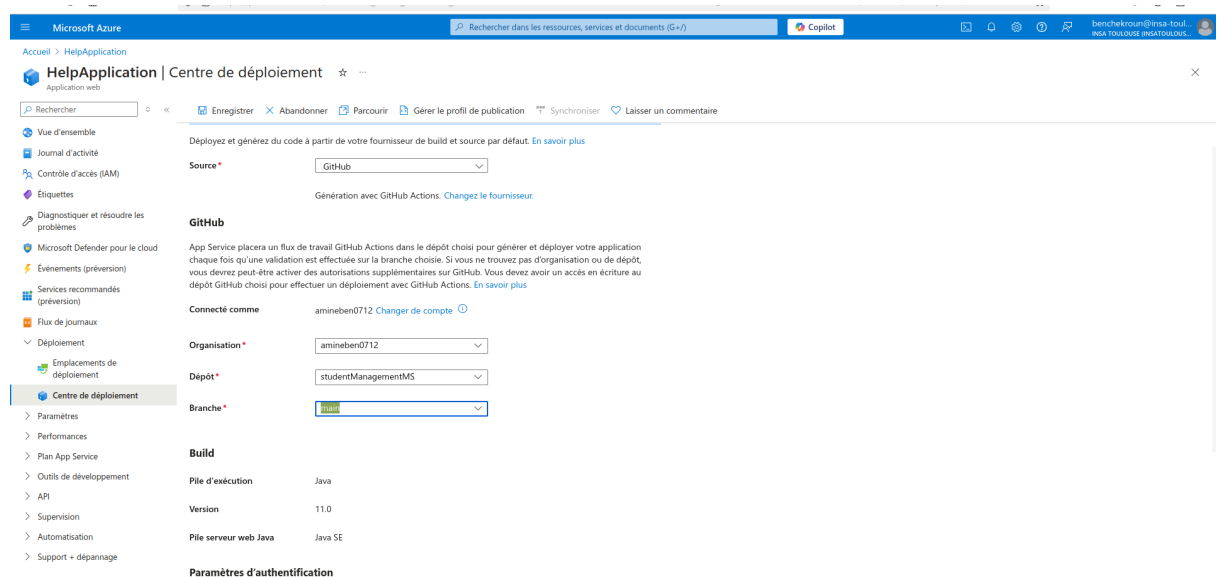 Microsoft Azure
Rechercher dans les ressources, services et documents (G+/)
Copilot
benchekroun@insa-toul...
INSA TOULOUSE (INSATOULOUS...
Accueil > HelpApplication
HelpApplication | Centre de déploiement
Application web
Rechercher
Enregistrer
Abandonner
Parcourir
Gérer le profil de publication
Synchroniser
Laisser un commentaire
Vue d'ensemble
Journal d'activité
Contrôle d'accès (IAM)
Étiquettes
Diagnostiquer et résoudre les
problèmes
Microsoft Defender pour le cloud
Événements (préversion)
Services recommandés
(préversion)
Flux de journaux
Déploiement
Emplacements de
déploiement
Centre de déploiement
Paramètres
Performances
Plan App Service
Outils de développement
API
Supervision
Automatisation
Support + dépannage
Déployez et générez du code à partir de votre fournisseur de build et source par défaut. En savoir plus
Source*
GitHub
Génération avec GitHub Actions. Changez le fournisseur.
GitHub
App Service placera un flux de travail GitHub Actions dans le dépôt choisi pour générer et déployer votre application
chaque fois qu'une validation est effectuée sur la branche choisie. Si vous ne trouvez pas d'organisation ou de dépôt,
vous devrez peut-être activer des autorisations supplémentaires sur GitHub. Vous devez avoir un accès en écriture au
dépôt GitHub choisi pour effectuer un déploiement avec GitHub Actions. En savoir plus
Connecté comme
amineben0712 Changer de compte
Organisation*
amineben0712
Dépôt*
studentManagementMS
Branche*
main
Build
Pile d'exécution
Java
Version
11.0
Pile serveur web Java
Java SE
Paramètres d'authentification